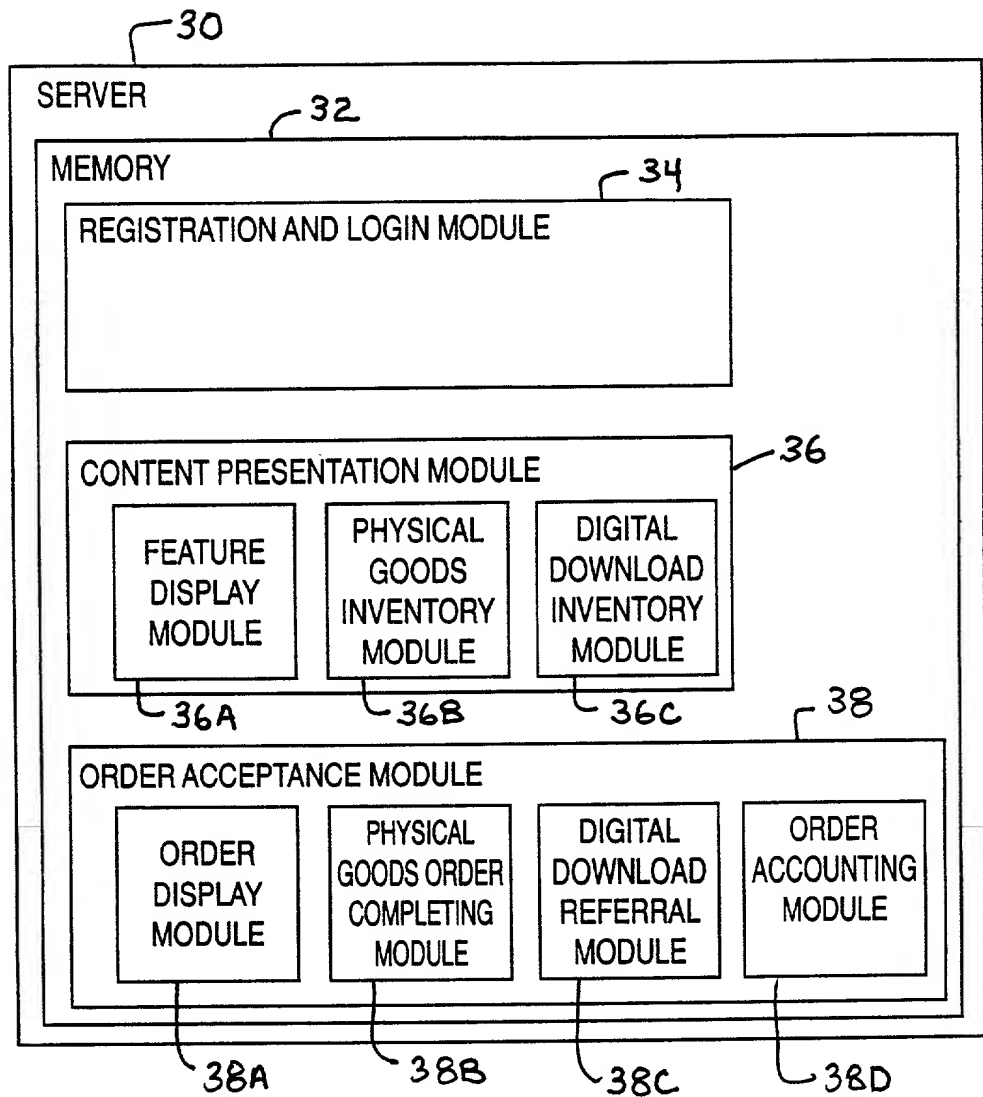 30
SERVER
32
MEMORY
34
REGISTRATION AND LOGIN MODULE
36
CONTENT PRESENTATION MODULE
FEATURE
DISPLAY
MODULE
PHYSICAL
GOODS
INVENTORY
MODULE
DIGITAL
DOWNLOAD
INVENTORY
MODULE
36A
36B
36C
38
ORDER ACCEPTANCE MODULE
ORDER
DISPLAY
MODULE
PHYSICAL
GOODS ORDER
COMPLETING
MODULE
DIGITAL
DOWNLOAD
REFERRAL
MODULE
ORDER
ACCOUNTING
MODULE
38A
38B
38C
38D